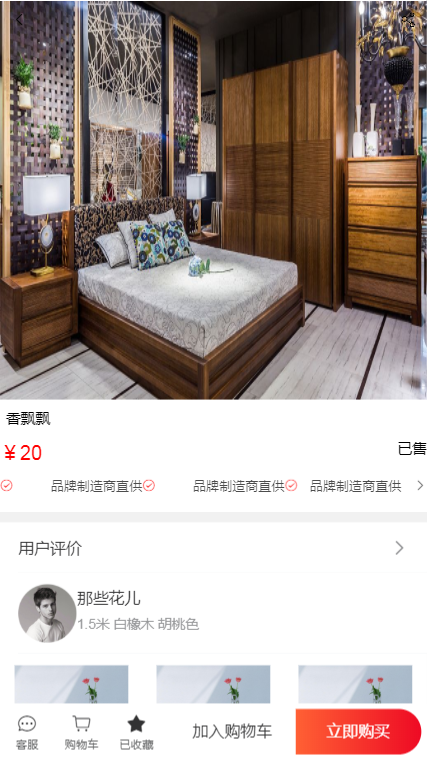 香飘飘
￥20
已售
品牌制造商直供 品牌制造商直供 品牌制造商直供
用户评价
那些花儿
1.5米 白橡木 胡桃色
客服 购物车 已收藏 加入购物车 立即购买